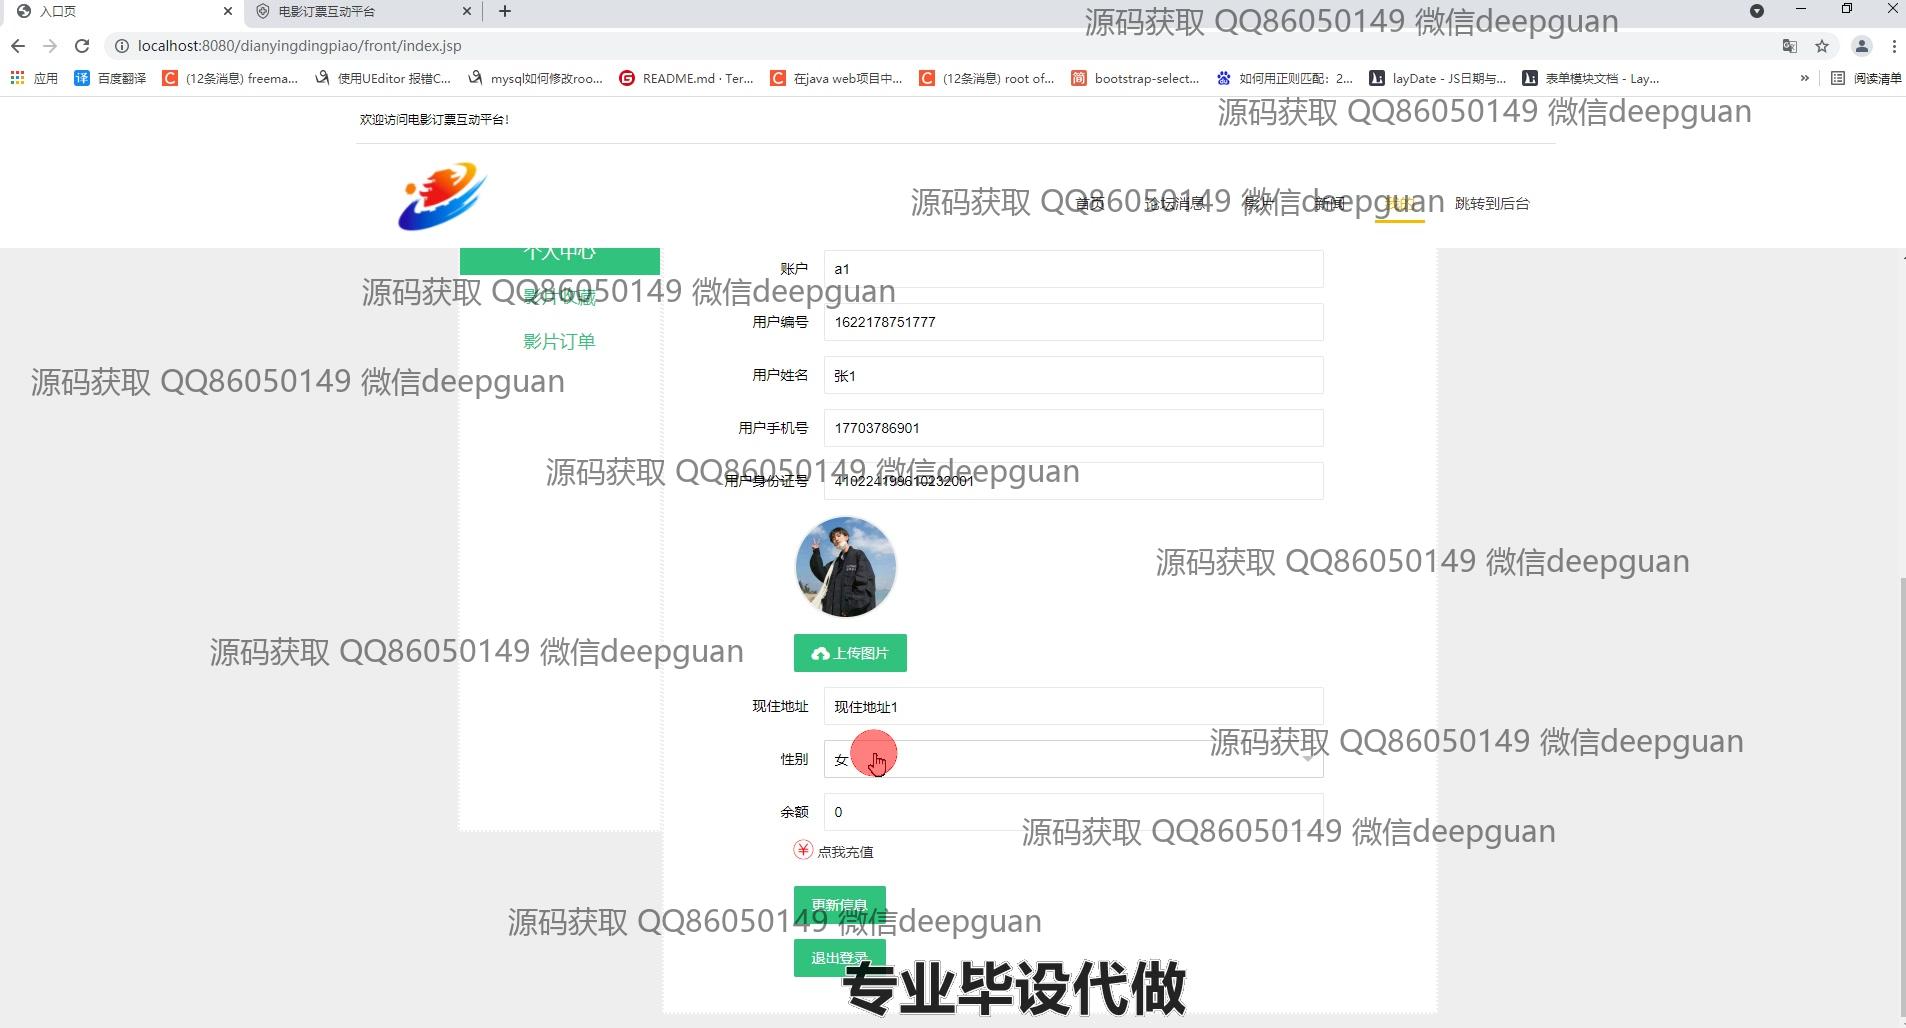 入口页
电影订票互动平台
源码获取 QQ86050149 微信deepguan
localhost:8080/dianyingdingpiao/front/index.jsp
应用
百度翻译
(12条消息) freema...
使用UEditor 报错C...
mysql如何修改roo...
README.md · Ter...
在java web项目中...
(12条消息) root of...
bootstrap-select...
如何用正则匹配：2...
layDate - JS日期与...
表单模块文档 - Lay...
»
阅读清单
源码获取 QQ86050149 微信deepguan
欢迎访问电影订票互动平台!
源码获取 QQ86050149 微信deepguan
首页
论坛消息
影片
新闻
我的
跳转到后台
个人中心
影片收藏
影片订单
源码获取 QQ86050149 微信deepguan
账户
a1
用户编号
1622178751777
用户姓名
张1
源码获取 QQ86050149 微信deepguan
用户手机号
17703786901
源码获取 QQ86050149 微信deepguan
用户身份证号
410224199610232001
源码获取 QQ86050149 微信deepguan
上传图片
源码获取 QQ86050149 微信deepguan
现住地址
现住地址1
源码获取 QQ86050149 微信deepguan
性别
女
余额
0
源码获取 QQ86050149 微信deepguan
点我充值
更新信息
源码获取 QQ86050149 微信deepguan
退出登录
专业毕设代做